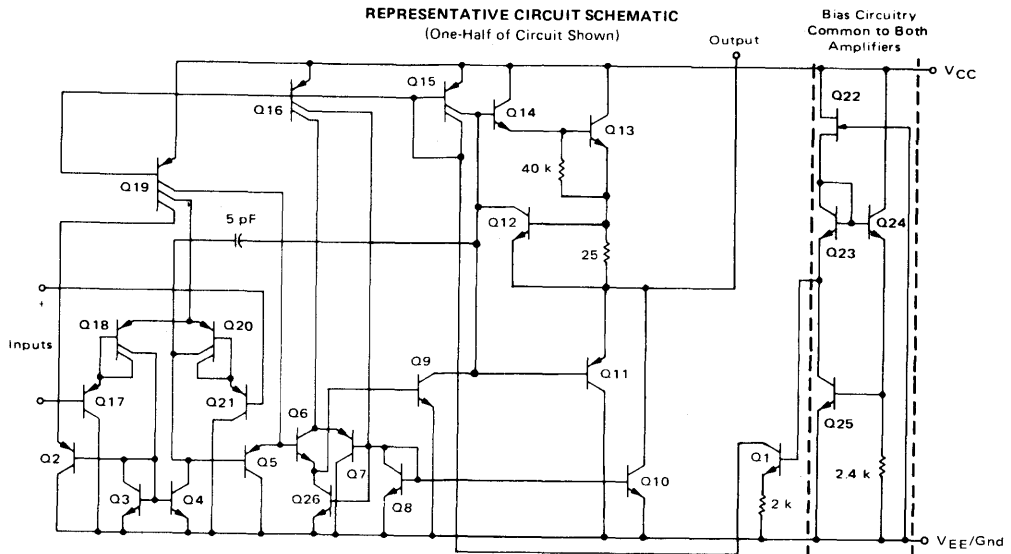 REPRESENTATIVE CIRCUIT SCHEMATIC
(One-Half of Circuit Shown)
Bias Circuitry
Common to Both
Amplifiers
Output
VCC
Q15
Q14
Q16
Q13
Q22
40 k
Q19
Q12
Q24
5 pF
Q23
25
+
Q18
Q20
Inputs
Q9
Q11
Q17
Q21
Q25
Q6
Q2
Q5
Q7
Q1
Q3
Q4
Q26
Q8
Q10
2.4 k
2 k
VEE/Gnd